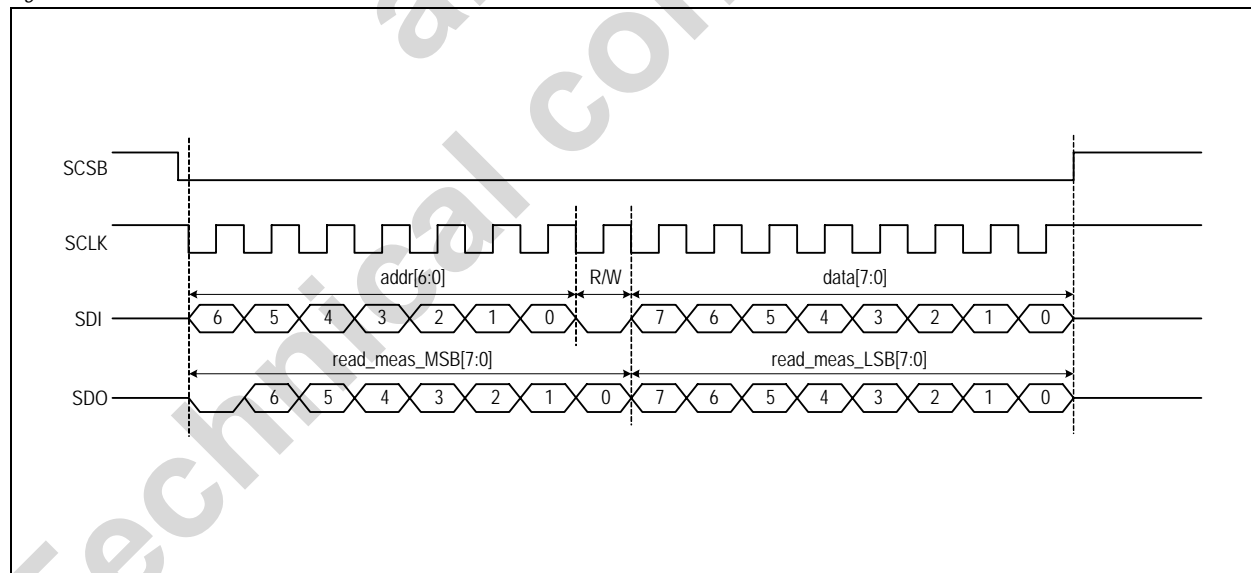 SCSB
SCLK
addr[6:0] R/W data[7:0]
SDI 6 5 4 3 2 1 0 7 6 5 4 3 2 1 0
read_meas_MSB[7:0] read_meas_LSB[7:0]
SDO 6 5 4 3 2 1 0 7 6 5 4 3 2 1 0
Technical con